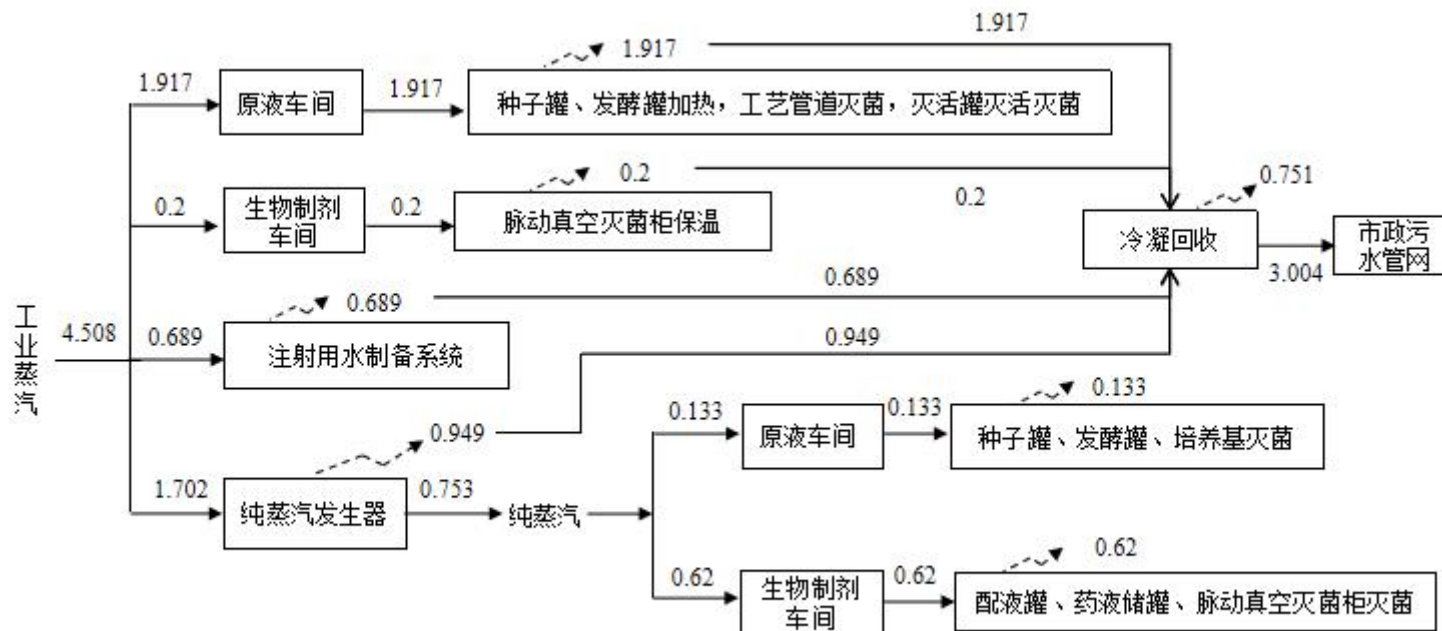 1.917
1.917
1.917
原液车间
1.917
种子罐、发酵罐加热，工艺管道灭菌，灭活罐灭活灭菌
0.2
0.2
生物制剂
车间
0.2
脉动真空灭菌柜保温
0.2
0.751
冷凝回收
3.004
市政污
水管网
工业蒸汽
4.508
0.689
0.689
0.689
注射用水制备系统
0.949
0.949
1.702
纯蒸汽发生器
0.753
纯蒸汽
0.133
原液车间
0.133
0.133
种子罐、发酵罐、培养基灭菌
0.62
生物制剂
车间
0.62
0.62
配液罐、药液储罐、脉动真空灭菌柜灭菌